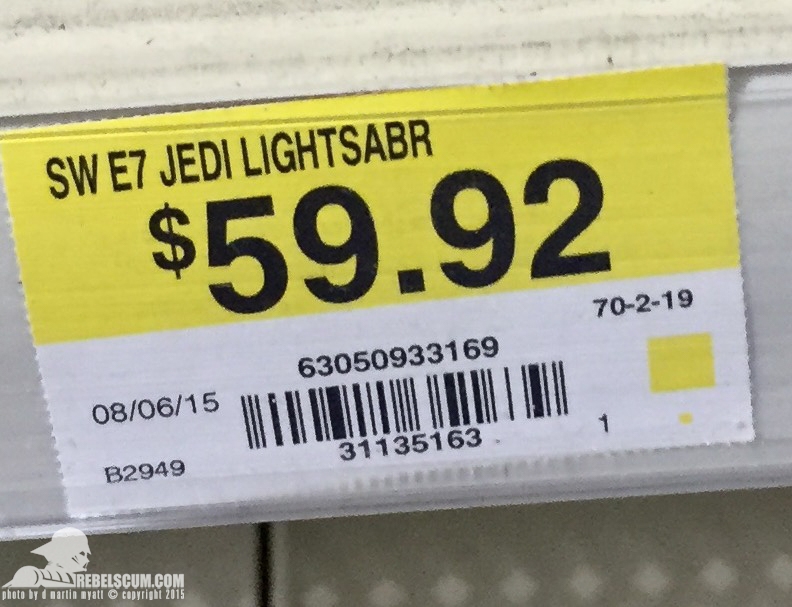 SW E7 JEDI LIGHTSABR
$59.92
70-2-19
63050933169
08/06/15
31135163
1
B2949
REBELSCUM.COM
photo by d martin myatt © copyright 2015